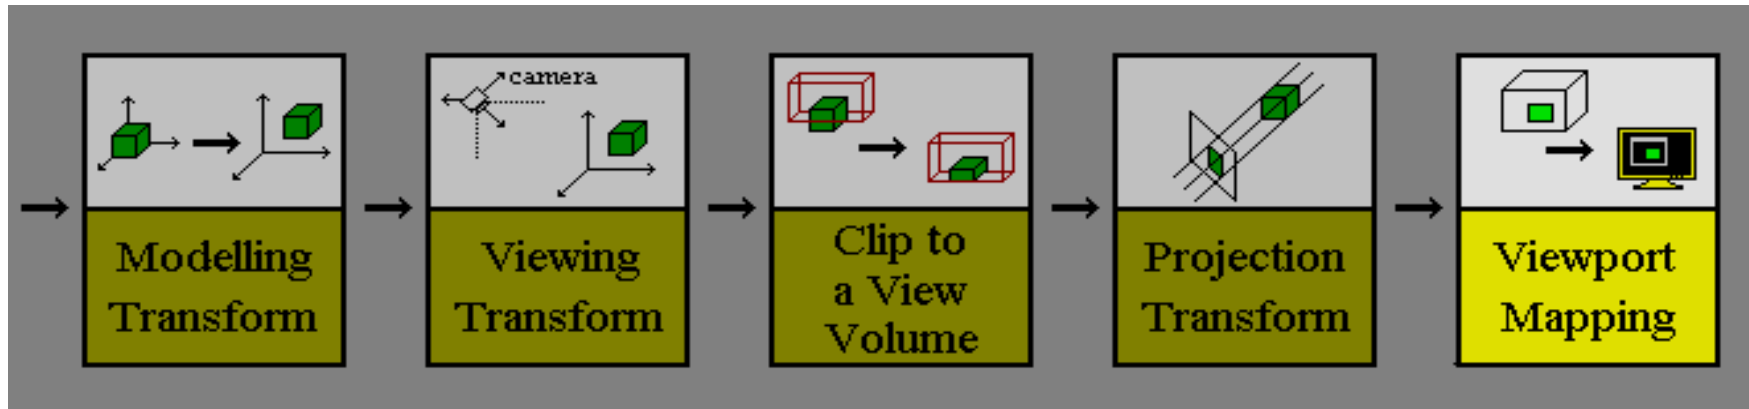 Modelling
Transform
camera
Viewing
Transform
Clip to
a View
Volume
Projection
Transform
Viewport
Mapping